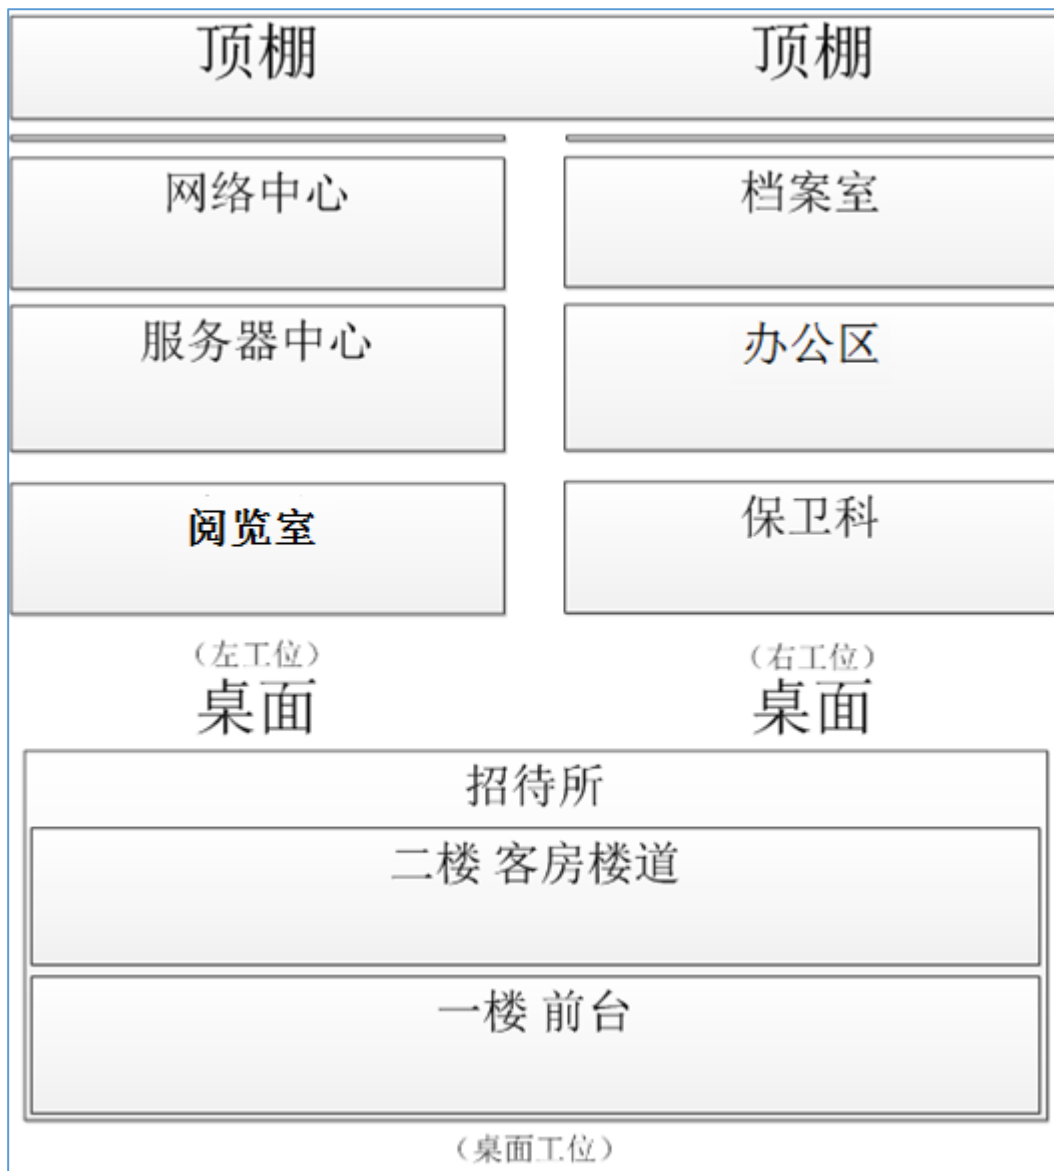 顶棚 顶棚
网络中心 档案室
服务器中心 办公区
阅览室 保卫科
（左工位） （右工位）
桌面 桌面
招待所
二楼 客房楼道
一楼 前台
（桌面工位）